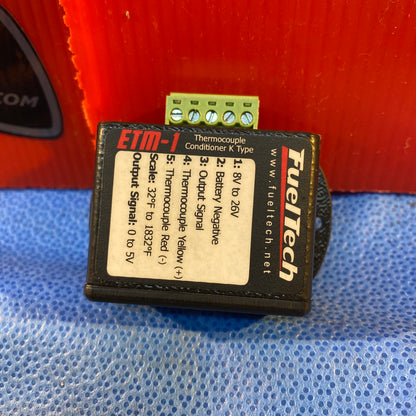 .COM
ETM-1
Thermocouple
Conditioner K Type
FuelTech
www.fueltech.net
1: 8V to 26V
2: Battery Negative
3: Output Signal
4: Thermocouple Yellow (+)
5: Thermocouple Red (-)
Scale: 32°F to 1832°F
Output Signal: 0 to 5V